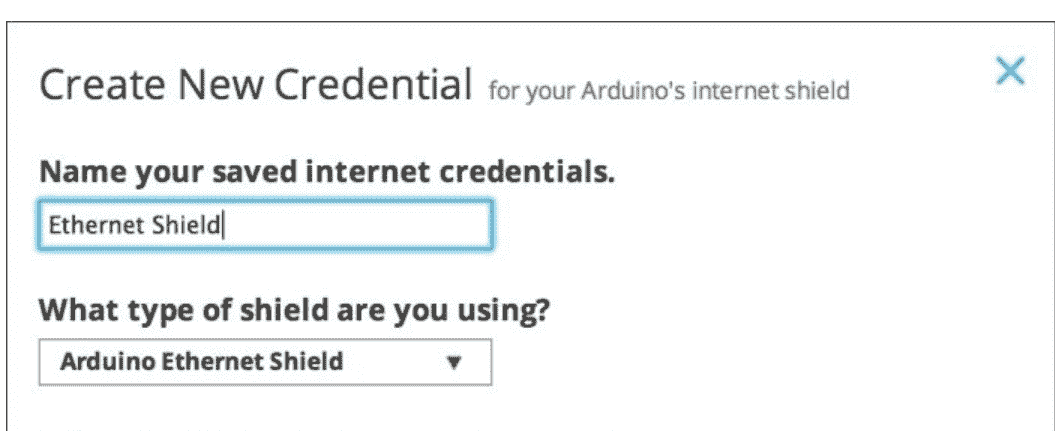 Create New Credential for your Arduino's internet shield
Name your saved internet credentials.
Ethernet Shield
What type of shield are you using?
Arduino Ethernet Shield